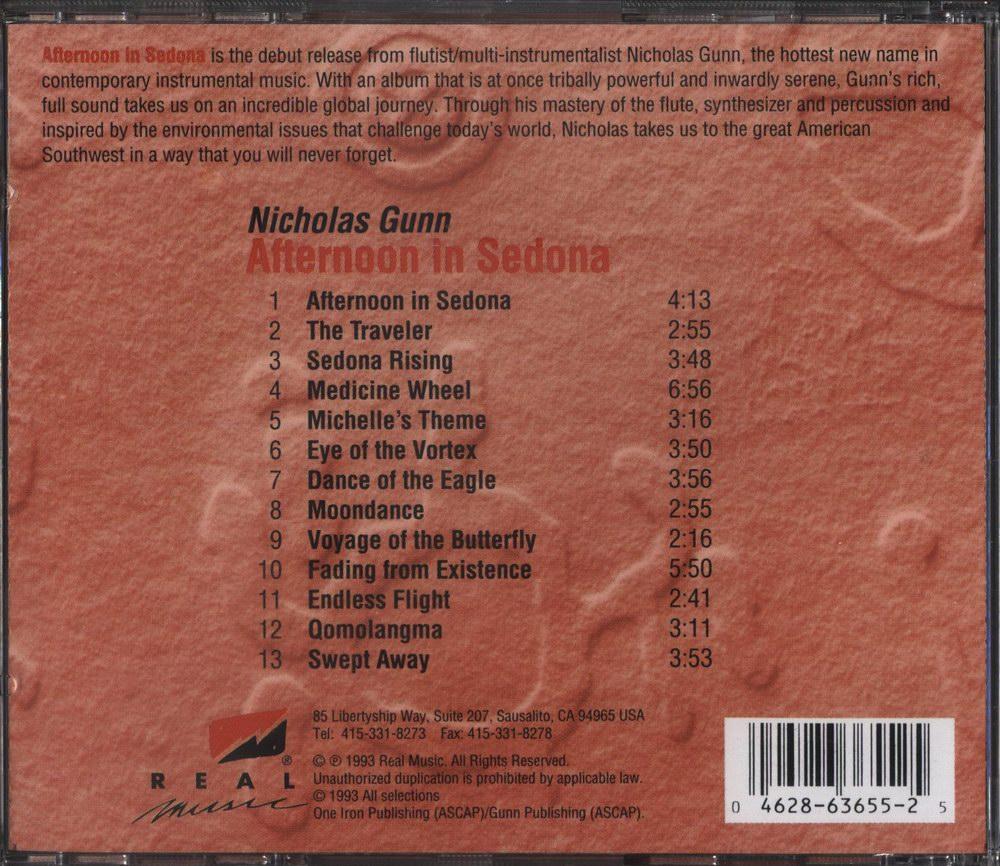 Afternoon in Sedona is the debut release from flutist/multi-instrumentalist Nicholas Gunn, the hottest new name in
contemporary instrumental music. With an album that is at once tribally powerful and inwardly serene, Gunn's rich,
full sound takes us on an incredible global journey. Through his mastery of the flute, synthesizer and percussion and
inspired by the environmental issues that challenge today's world, Nicholas takes us to the great American
Southwest in a way that you will never forget.
Nicholas Gunn
Afternoon in Sedona
1 Afternoon in Sedona 4:13
2 The Traveler 2:55
3 Sedona Rising 3:48
4 Medicine Wheel 6:56
5 Michelle's Theme 3:16
6 Eye of the Vortex 3:50
7 Dance of the Eagle 3:56
8 Moondance 2:55
9 Voyage of the Butterfly 2:16
10 Fading from Existence 5:50
11 Endless Flight 2:41
12 Qomolangma 3:11
13 Swept Away 3:53
85 Libertyship Way, Suite 207, Sausalito, CA 94965 USA
Tel: 415-331-8273 Fax: 415-331-8278
© ℗ 1993 Real Music. All Rights Reserved.
Unauthorized duplication is prohibited by applicable law.
© 1993 All selections
One Iron Publishing (ASCAP)/Gunn Publishing (ASCAP).
®
REAL
music
0 4628-63655-2 5